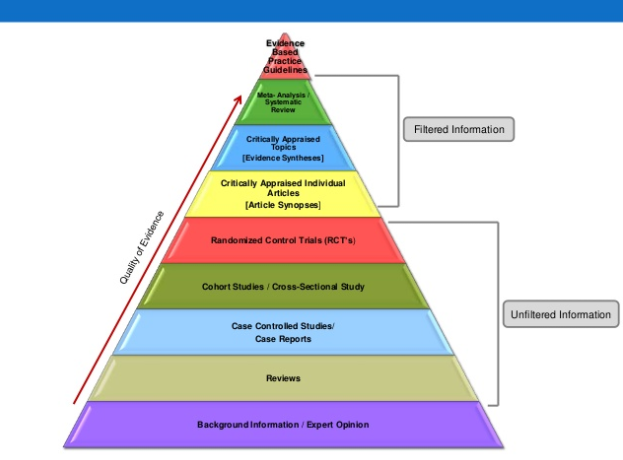 Evidence
Based
Practice
Guidelines
Meta- Analysis /
Systematic
Review
Critically Appraised
Topics
[Evidence Syntheses]
Critically Appraised Individual
Articles
[Article Synopses]
Randomized Control Trials (RCT's)
Cohort Studies / Cross-Sectional Study
Case Controlled Studies/
Case Reports
Reviews
Background Information / Expert Opinion
Quality of Evidence
Filtered Information
Unfiltered Information